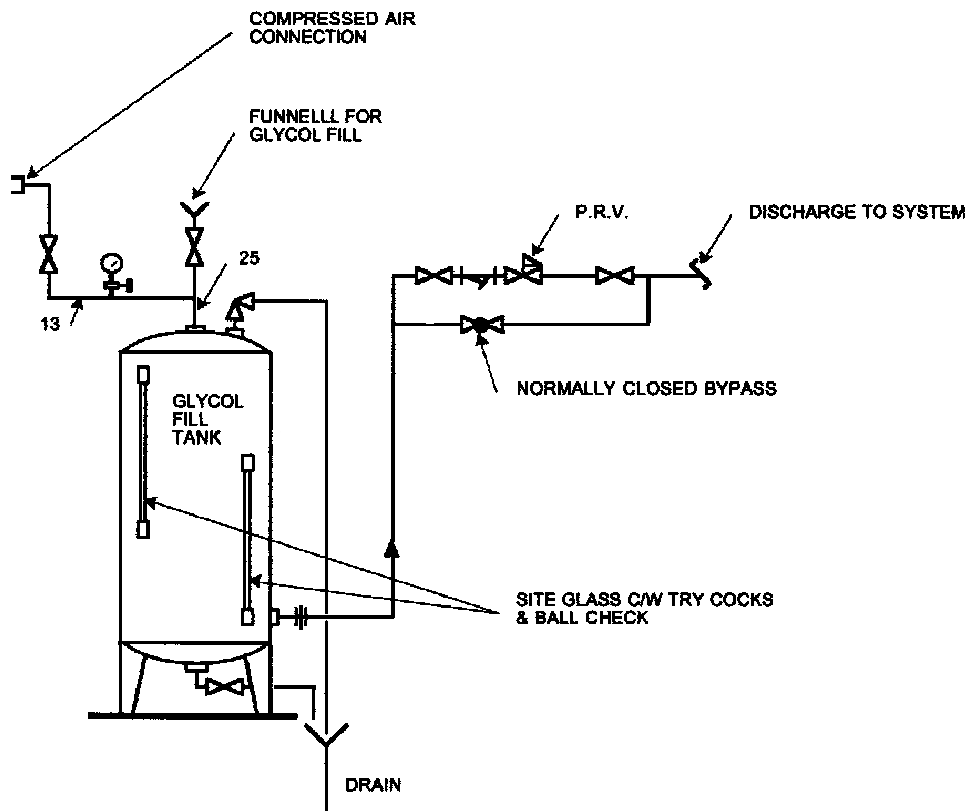 COMPRESSED AIR
CONNECTION
FUNNELLL FOR
GLYCOL FILL
P.R.V.
DISCHARGE TO SYSTEM
25
13
NORMALLY CLOSED BYPASS
GLYCOL
FILL
TANK
SITE GLASS C/W TRY COCKS
& BALL CHECK
DRAIN